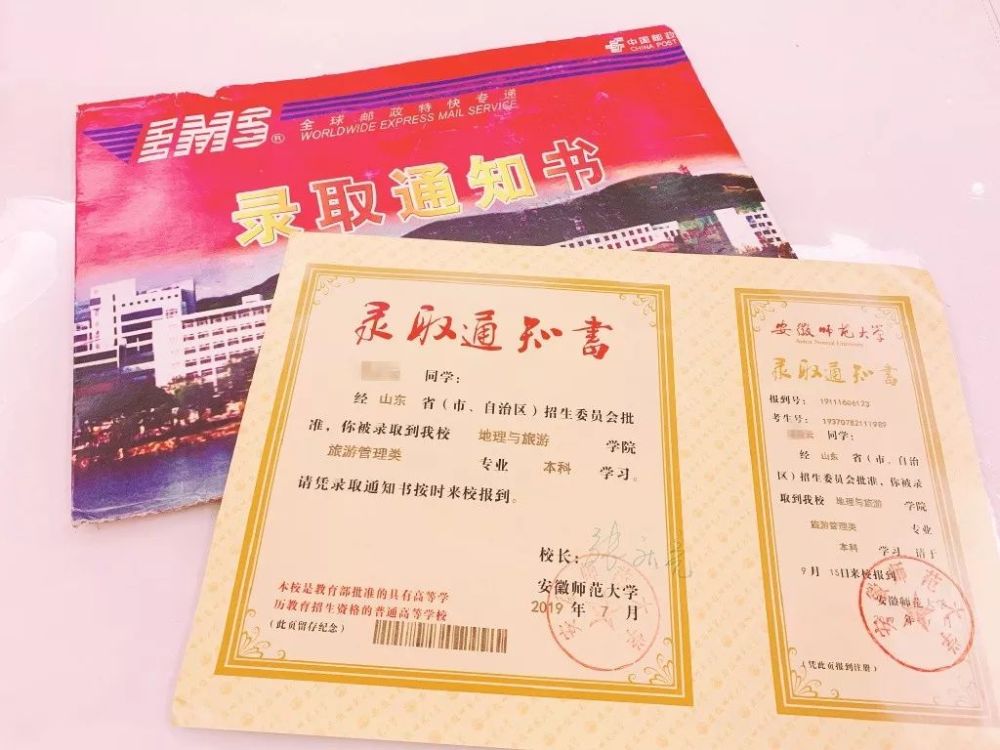 中国邮政
CHINA POST
EMS®
全球邮政特快专递
WORLDWIDE EXPRESS MAIL SERVICE
录取通知书
录取通知書
同学：
经 山东 省（市、自治区）招生委员会批
准，你被录取到我校 地理与旅游 学院
旅游管理类 专业 本科 学习。
请凭录取通知书按时来校报到。
校长：
安徽师范大学
2019 年 7 月
本校是教育部批准的具有高等学
历教育招生资格的普通高等学校
（此页留存纪念）
安徽师范大学
Anhui Normal University
录取通知書
报到号： 19111606123
考生号： 19370782111989
同学：
经 山东 省（市、自治
区）招生委员会批准，你被录
取到我校 地理与旅游 学院
旅游管理类 专业
本科 学习 请于
9 月 15日来校报到
安徽师范大学
（凭此页报到注册）